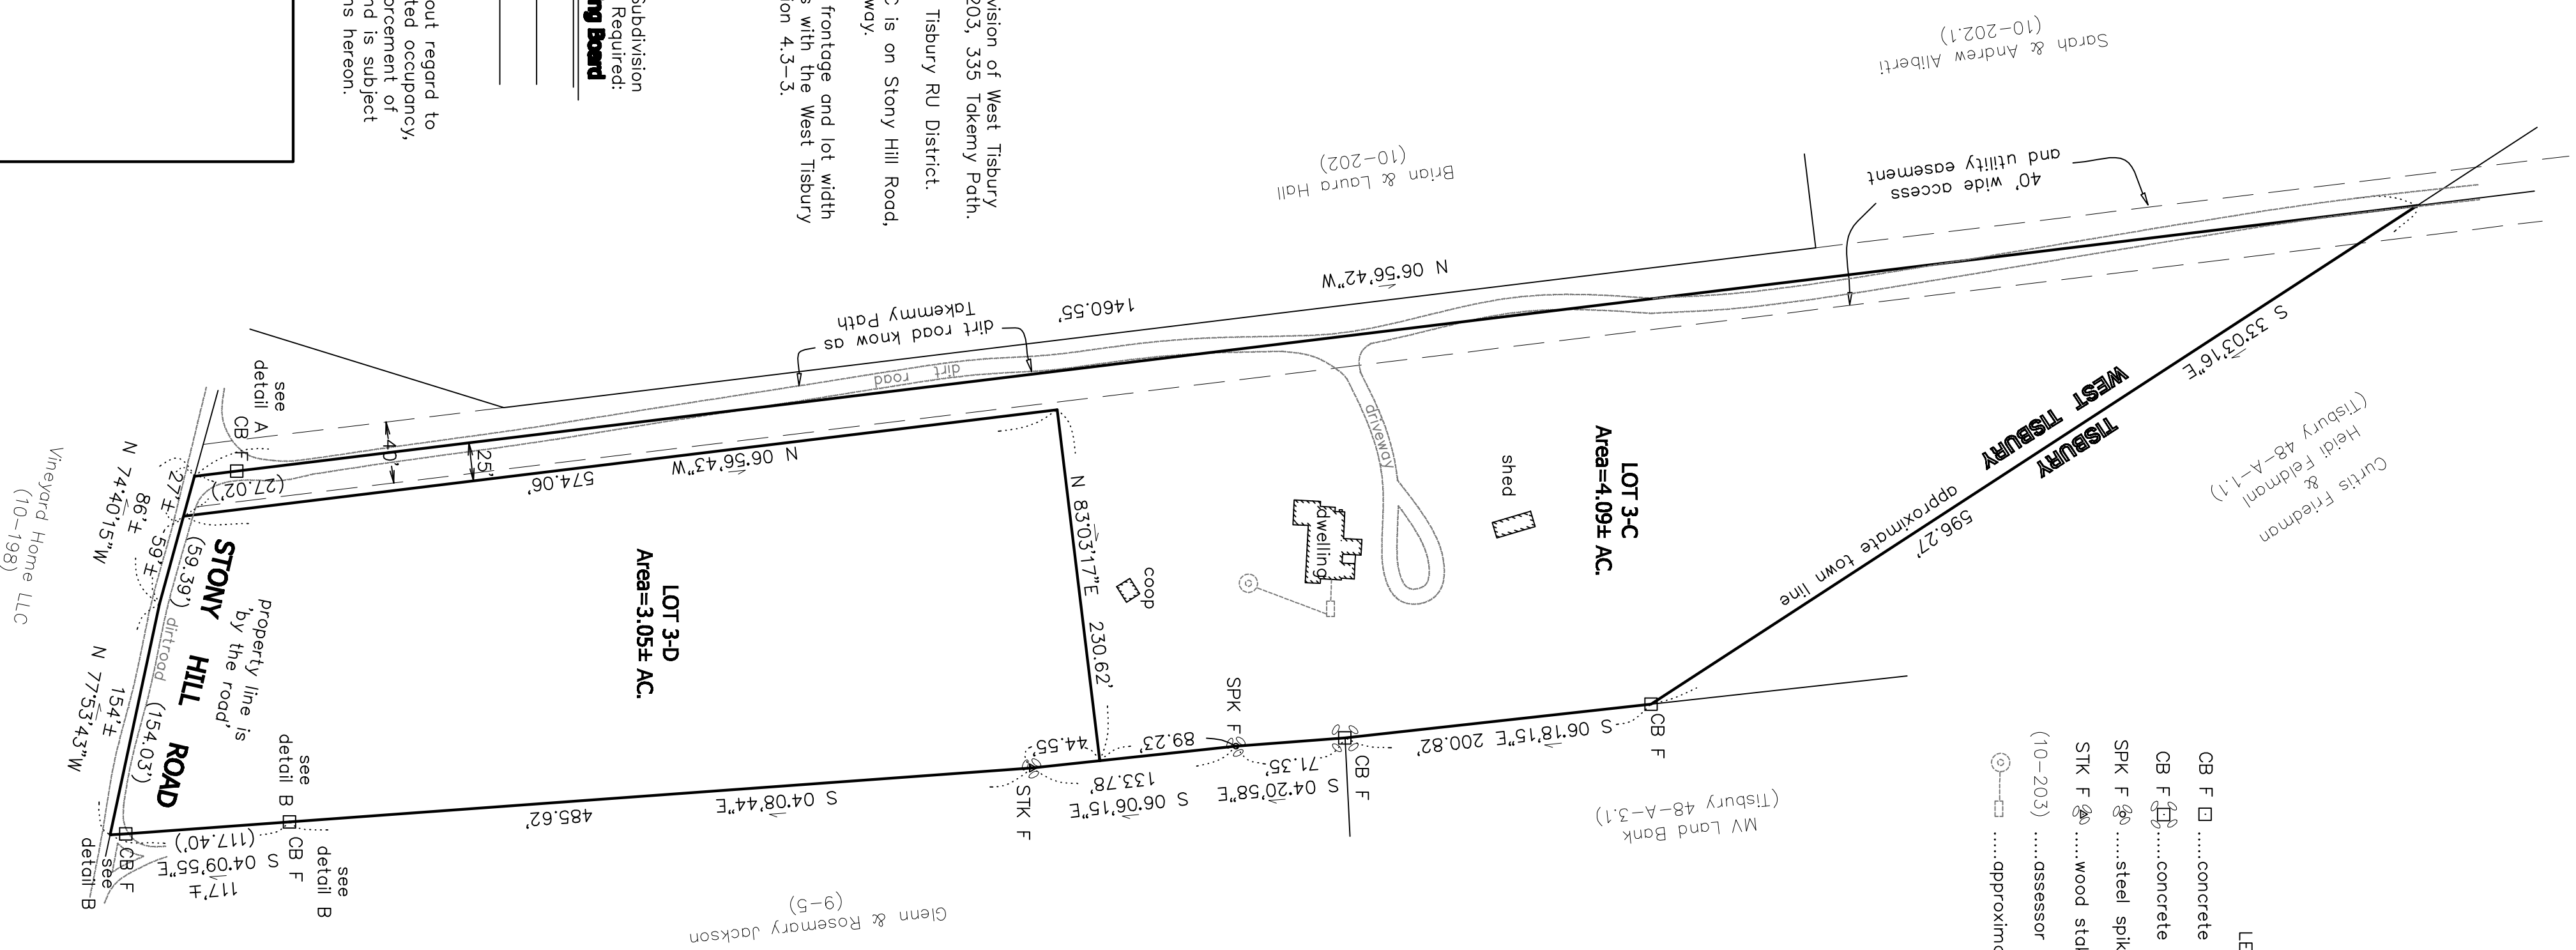 vision of West Tisbury
203, 335 Takemy Path.
Tisbury RU District.
C is on Stony Hill Road,
way.
frontage and lot width
s with the West Tisbury
ion 4.3-3.
Subdivision
Required:
ng Board
out regard to
ted occupancy,
orcement of
nd is subject
ns hereon.
Sarah & Andrew Aliberti
(10-202.1)
Brian & Laura Hall
(10-202)
40' wide access
and utility easement
N 06°56'42"W
1460.55'
dirt road know as
Takemmy Path
dirt road
driveway
see
detail A
CB F
40'
25'
(27.02')
27'±
86'±
N 74°40'15"W
59'±
(59.39')
Vineyard Home LLC
(10-198)
574.06'
N 06°56'43"W
N 83°03'17"E 230.62'
STONY HILL ROAD
property line is
'by the road'
dirtroad
(154.03')
154'±
N 77°53'43"W
LOT 3-D
Area=3.05± AC.
coop
dwelling
shed
LOT 3-C
Area=4.09± AC.
S 33°03'16"E
WEST TISBURY
TISBURY
approximate town line
596.27'
Curtis Friedman
&
Heidi Feldmanl
(Tisbury 48-A-1.1)
CB F
S 06°18'15"E 200.82'
CB F
S 04°20'58"E
71.35'
SPK F
89.23'
S 06°06'15"E
133.78'
44.55'
STK F
S 04°08'44"E
485.62'
see
detail B
CB F
see
detail B
(117.40')
S 04°09'55"E
117'±
CB F
see
detail B
MV Land Bank
(Tisbury 48-A-3.1)
Glenn & Rosemary Jackson
(9-5)
LE
CB F .....concrete
CB F .....concrete
SPK F .....steel spik
STK F .....wood stal
(10-203) .....assessor
.....approxima